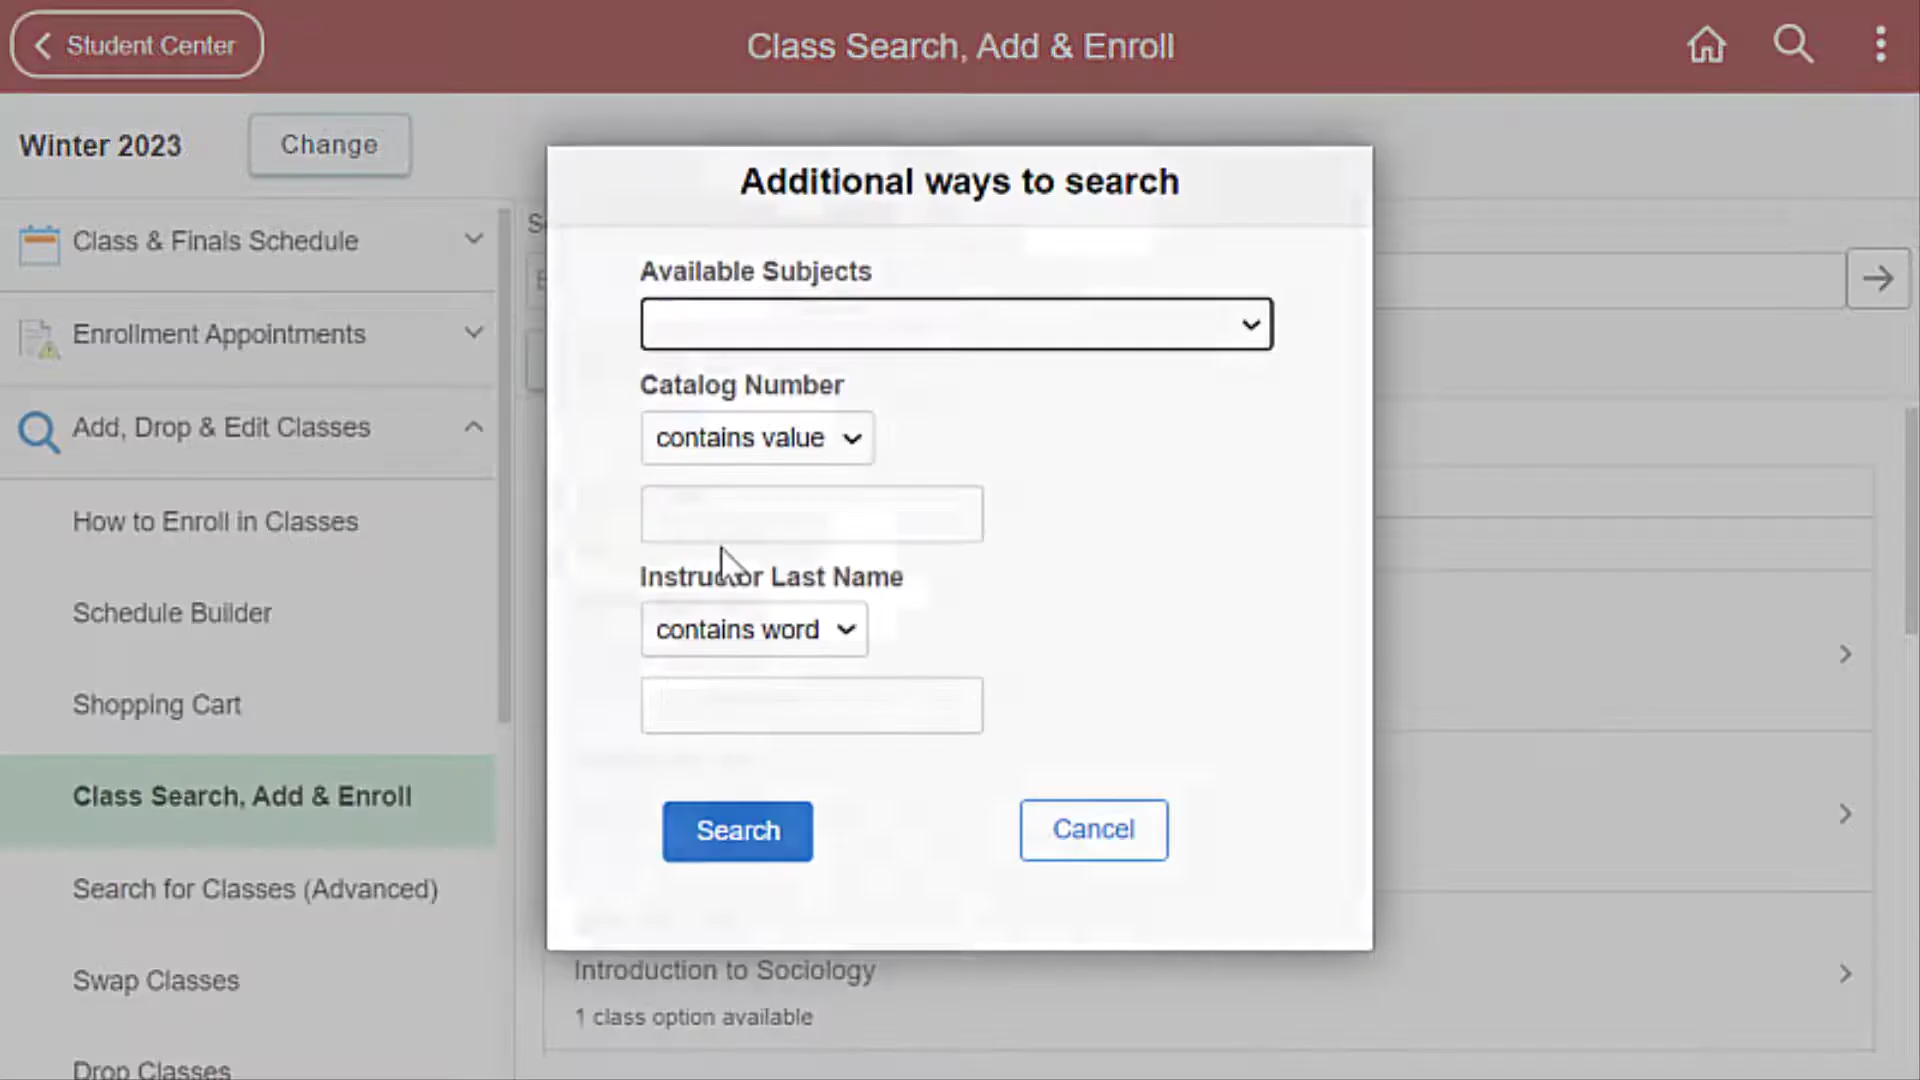 Student Center
Class Search, Add & Enroll
Winter 2023
Change
Class & Finals Schedule
Enrollment Appointments
Add, Drop & Edit Classes
How to Enroll in Classes
Schedule Builder
Shopping Cart
Class Search, Add & Enroll
Search for Classes (Advanced)
Swap Classes
Drop Classes
Additional ways to search
Available Subjects
Catalog Number
contains value
Instructor Last Name
contains word
Search
Cancel
Introduction to Sociology
1 class option available